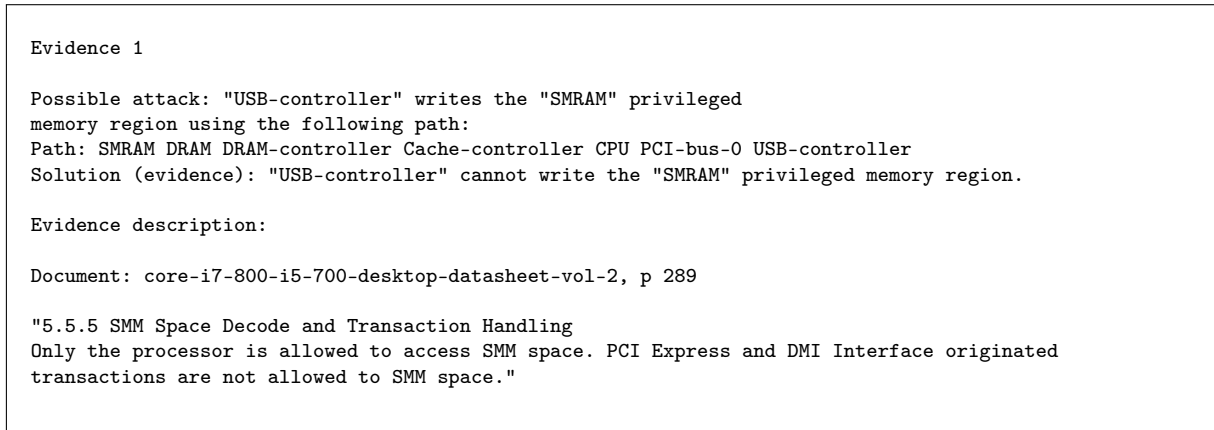 Evidence 1
Possible attack: "USB-controller" writes the "SMRAM" privileged
memory region using the following path:
Path: SMRAM DRAM DRAM-controller Cache-controller CPU PCI-bus-0 USB-controller
Solution (evidence): "USB-controller" cannot write the "SMRAM" privileged memory region.
Evidence description:
Document: core-i7-800-i5-700-desktop-datasheet-vol-2, p 289
"5.5.5 SMM Space Decode and Transaction Handling
Only the processor is allowed to access SMM space. PCI Express and DMI Interface originated
transactions are not allowed to SMM space."